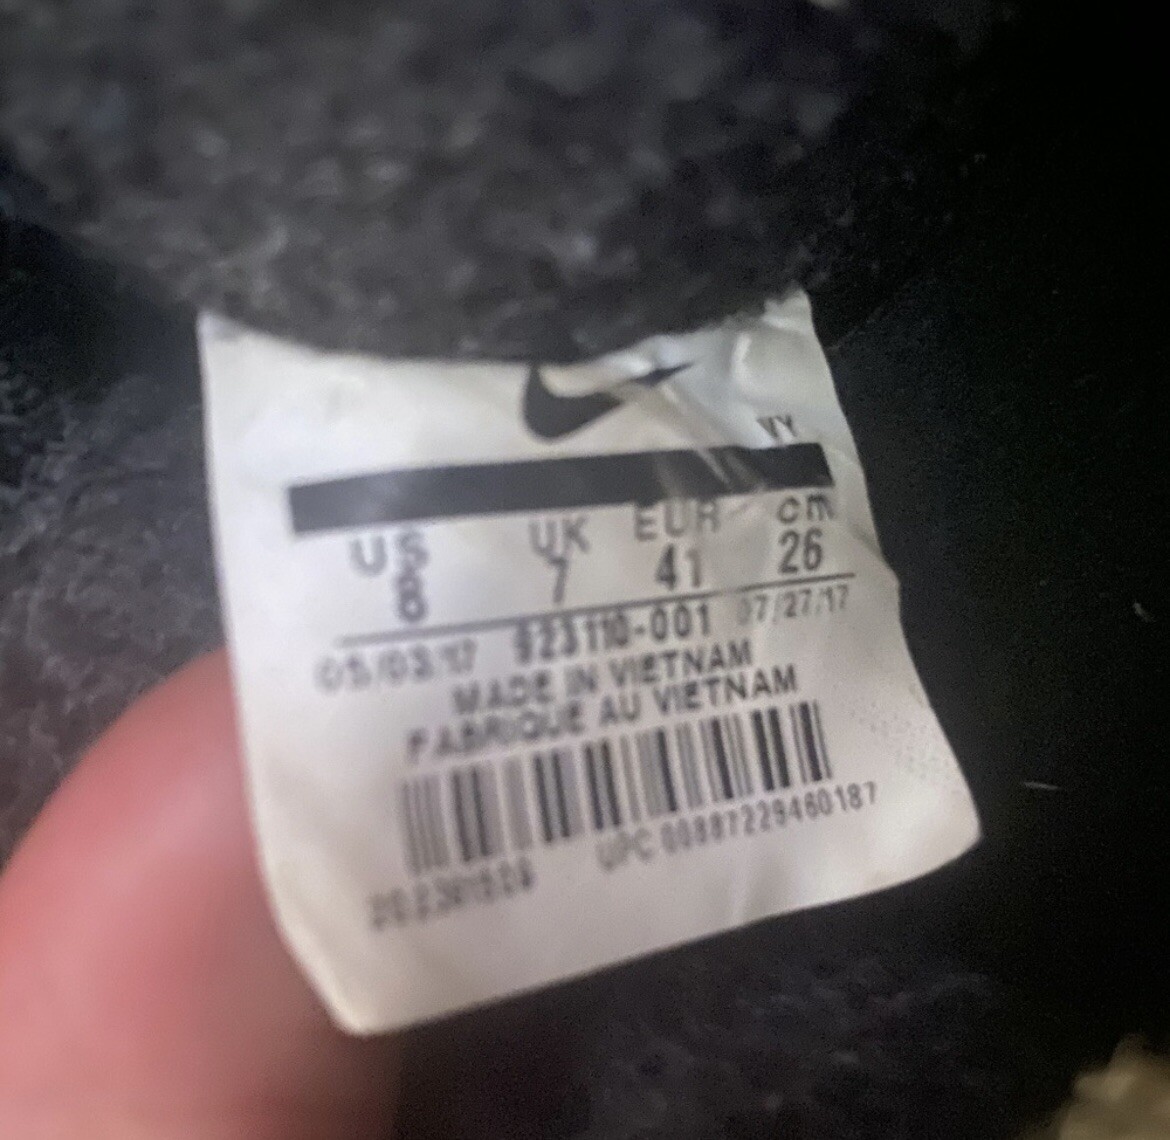 VY
US UK EUR cm
8 7 41 26
05/03/17 923110-001 07/27/17
MADE IN VIETNAM
FABRIQUE AU VIETNAM
UPC 00887229460187